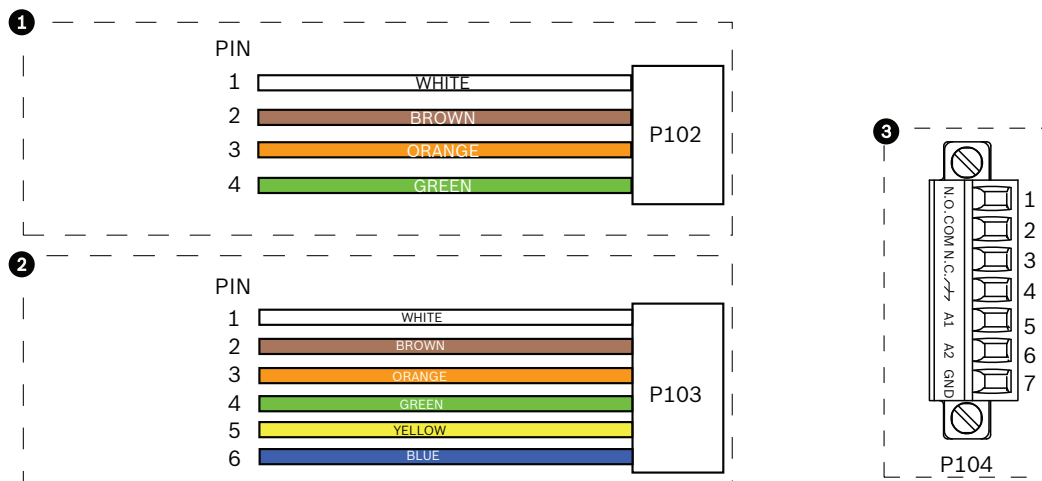 1
PIN
1 WHITE
2 BROWN
3 ORANGE
4 GREEN
P102
2
PIN
1 WHITE
2 BROWN
3 ORANGE
4 GREEN
5 YELLOW
6 BLUE
P103
3
N.O. 1
COM 2
N.C. 3
4
A1 5
A2 6
GND 7
P104